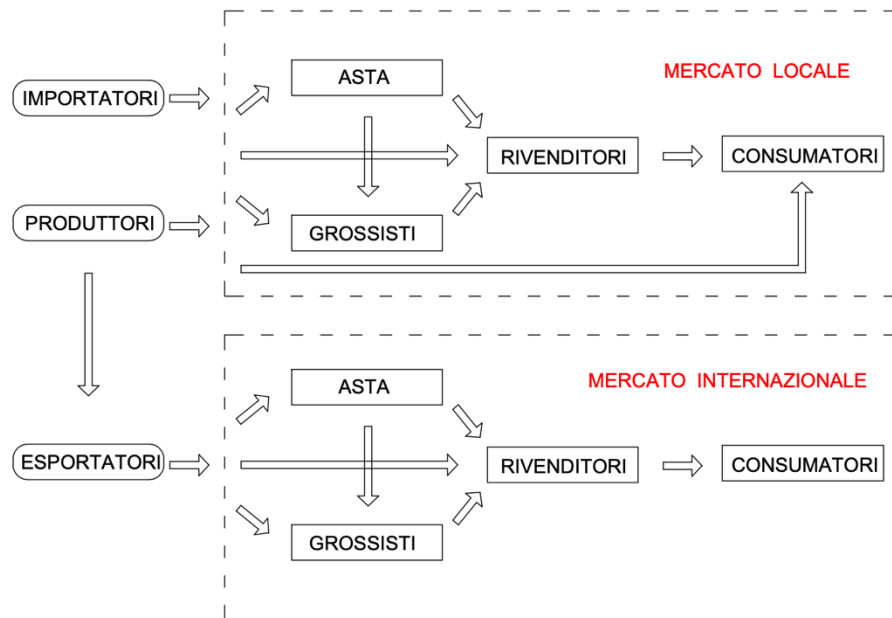 ASTA
MERCATO LOCALE
IMPORTATORI
RIVENDITORI
CONSUMATORI
PRODUTTORI
GROSSISTI
ASTA
MERCATO INTERNAZIONALE
ESPORTATORI
RIVENDITORI
CONSUMATORI
GROSSISTI